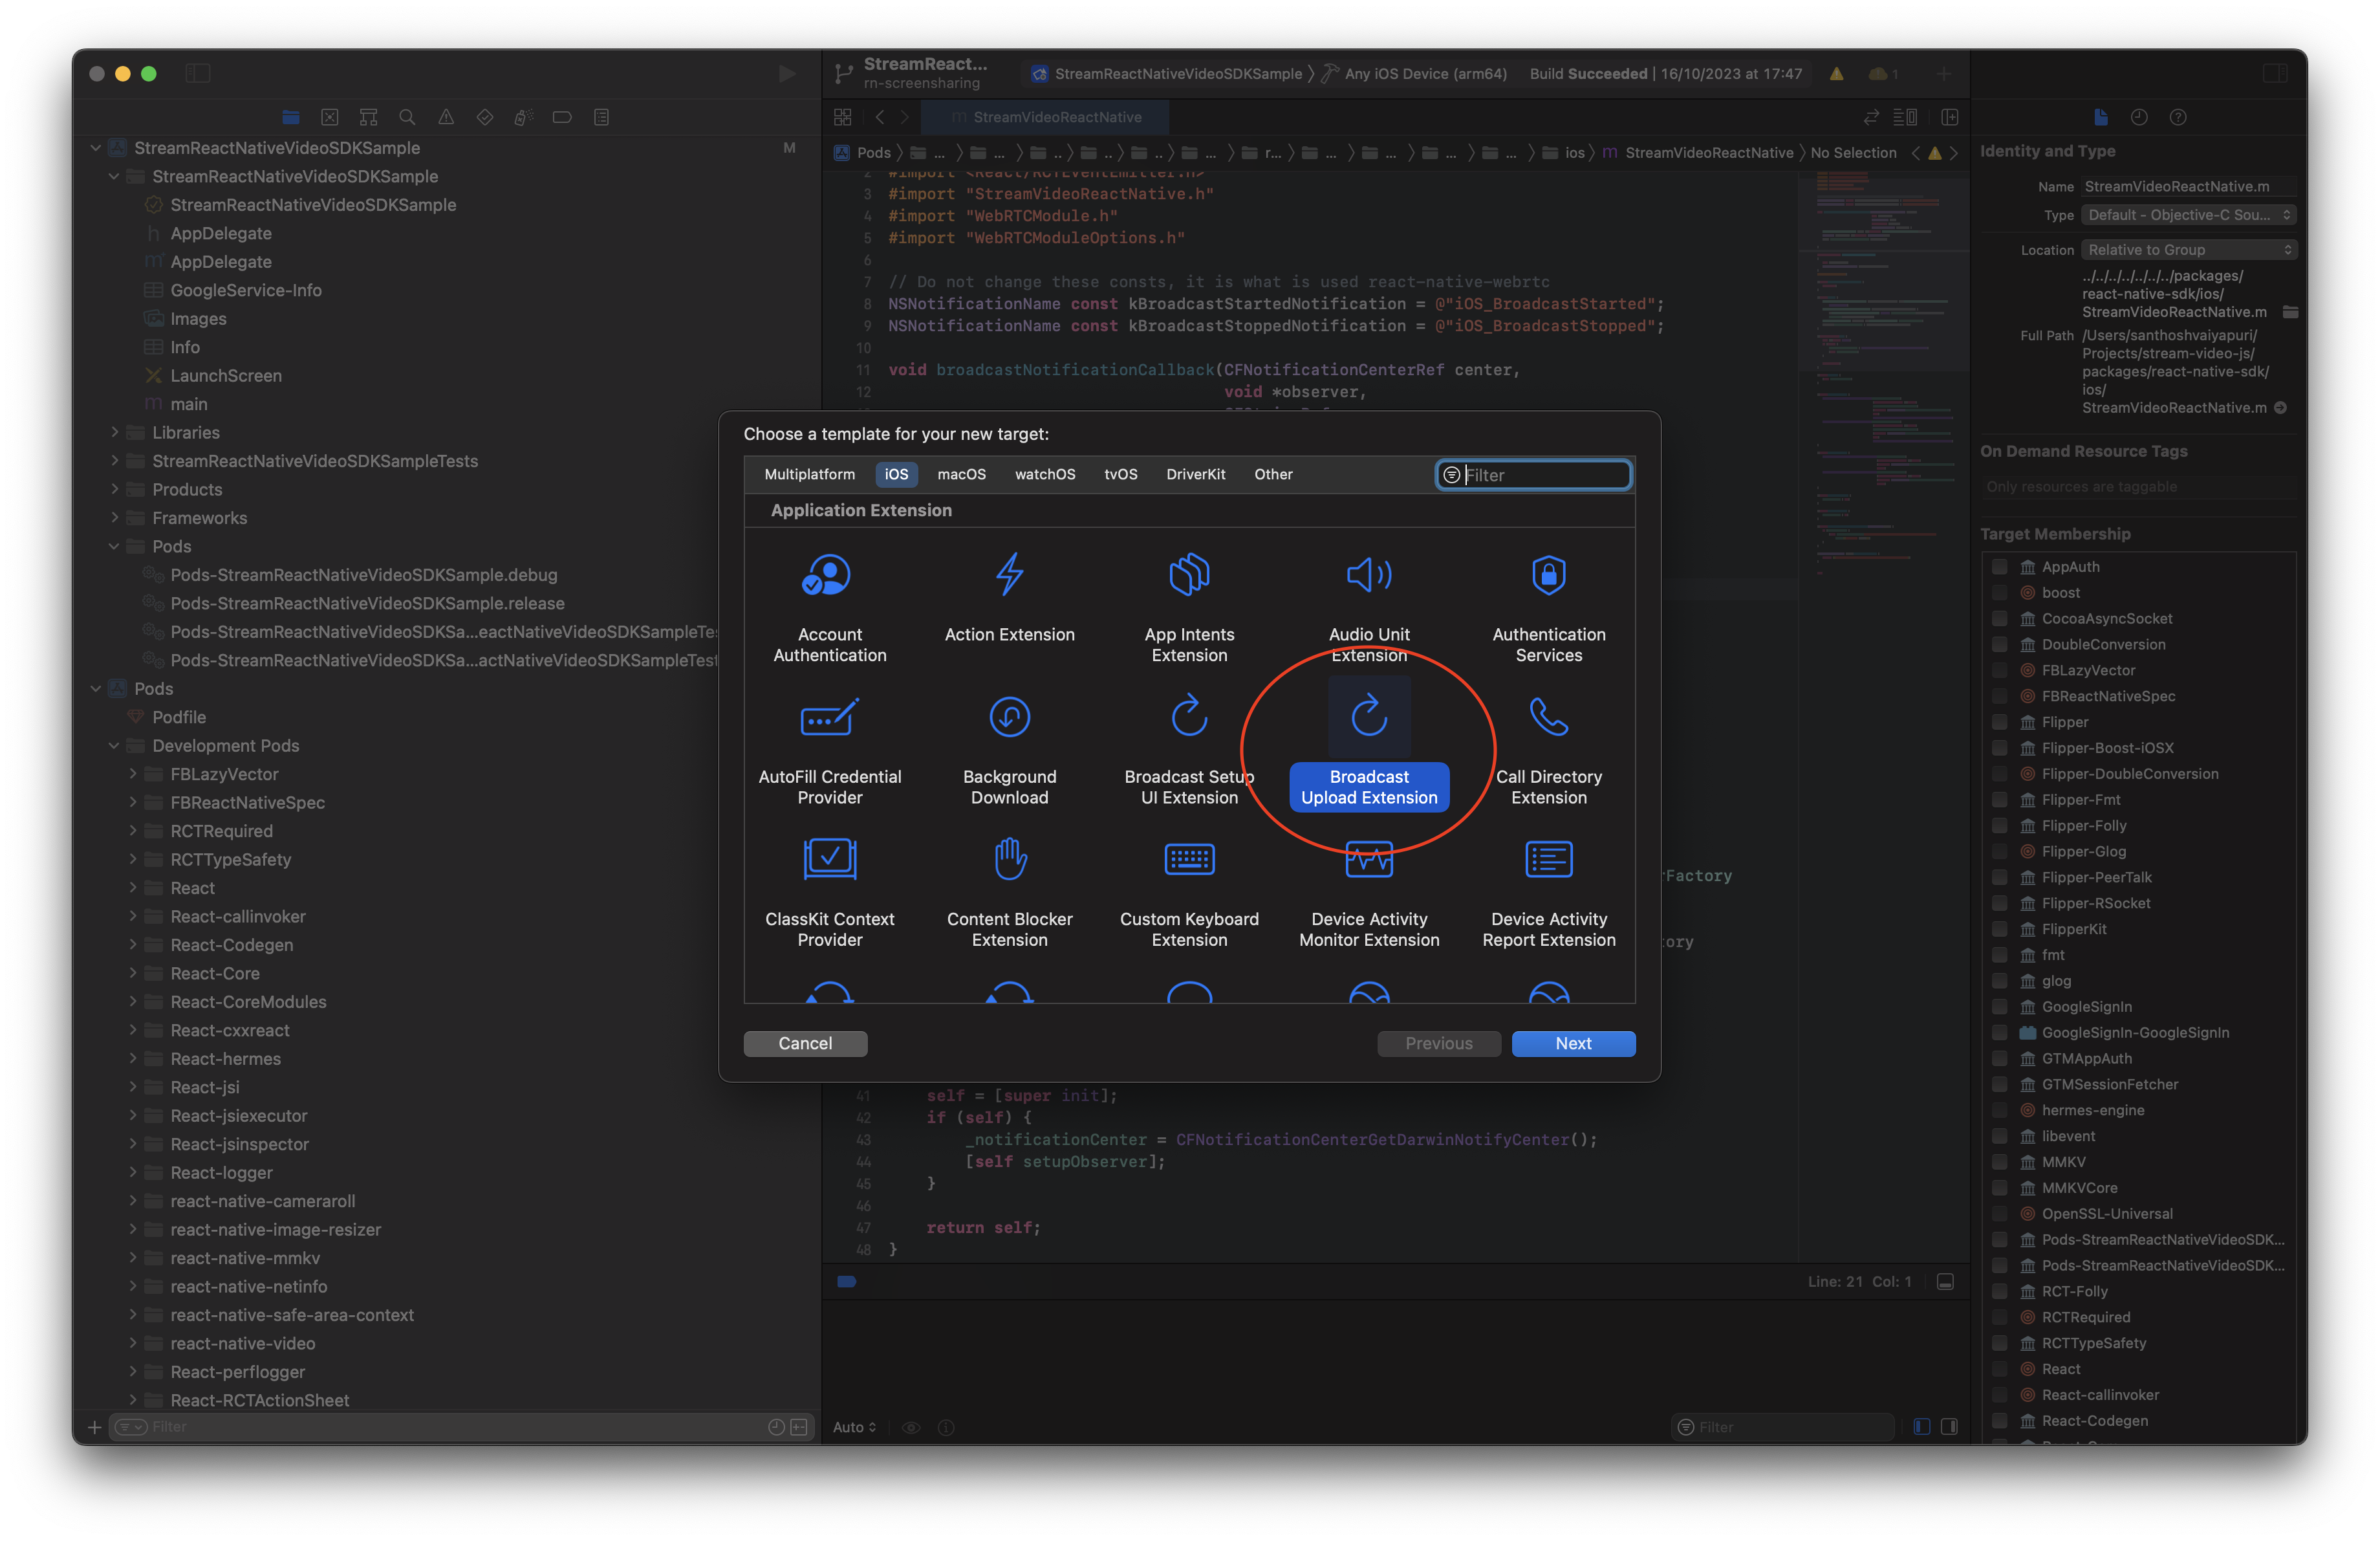 StreamReact...
rn-screensharing
StreamReactNativeVideoSDKSample
Any iOS Device (arm64)
Build Succeeded | 16/10/2023 at 17:47
1
StreamReactNativeVideoSDKSample
M
StreamReactNativeVideoSDKSample
StreamReactNativeVideoSDKSample
AppDelegate
AppDelegate
GoogleService-Info
Images
Info
LaunchScreen
main
Libraries
StreamReactNativeVideoSDKSampleTests
Products
Frameworks
Pods
Pods-StreamReactNativeVideoSDKSample.debug
Pods-StreamReactNativeVideoSDKSample.release
Pods-StreamReactNativeVideoSDKSa...eactNativeVideoSDKSampleTes
Pods-StreamReactNativeVideoSDKSa...actNativeVideoSDKSampleTest
Pods
Podfile
Development Pods
FBLazyVector
FBReactNativeSpec
RCTRequired
RCTTypeSafety
React
React-callinvoker
React-Codegen
React-Core
React-CoreModules
React-cxxreact
React-hermes
React-jsi
React-jsiexecutor
React-jsinspector
React-logger
react-native-cameraroll
react-native-image-resizer
react-native-mmkv
react-native-netinfo
react-native-safe-area-context
react-native-video
React-perflogger
React-RCTActionSheet
Filter
m StreamVideoReactNative
Pods ... ... .. .. .. ... r... ... ... ... ... ios m StreamVideoReactNative No Selection
2 #import <React/RCTEventEmitter.h>
3 #import "StreamVideoReactNative.h"
4 #import "WebRTCModule.h"
5 #import "WebRTCModuleOptions.h"
6
7 // Do not change these consts, it is what is used react-native-webrtc
8 NSNotificationName const kBroadcastStartedNotification = @"iOS_BroadcastStarted";
9 NSNotificationName const kBroadcastStoppedNotification = @"iOS_BroadcastStopped";
10
11 void broadcastNotificationCallback(CFNotificationCenterRef center,
12 void *observer,
Choose a template for your new target:
Multiplatform iOS macOS watchOS tvOS DriverKit Other
Filter
Application Extension
Account
Authentication
Action Extension
App Intents
Extension
Audio Unit
Extension
Authentication
Services
AutoFill Credential
Provider
Background
Download
Broadcast Setup
UI Extension
Broadcast
Upload Extension
Call Directory
Extension
ClassKit Context
Provider
Content Blocker
Extension
Custom Keyboard
Extension
Device Activity
Monitor Extension
Device Activity
Report Extension
Cancel
Previous
Next
rFactory
ory
41 self = [super init];
42 if (self) {
43 _notificationCenter = CFNotificationCenterGetDarwinNotifyCenter();
44 [self setupObserver];
45 }
46
47 return self;
48 }
Line: 21 Col: 1
Auto
Filter
Identity and Type
Name StreamVideoReactNative.m
Type Default - Objective-C Sou...
Location Relative to Group
../../../../../../../packages/
react-native-sdk/ios/
StreamVideoReactNative.m
Full Path /Users/santhoshvaiyapuri/
Projects/stream-video-js/
packages/react-native-sdk/
ios/
StreamVideoReactNative.m
On Demand Resource Tags
Only resources are taggable
Target Membership
AppAuth
boost
CocoaAsyncSocket
DoubleConversion
FBLazyVector
FBReactNativeSpec
Flipper
Flipper-Boost-iOSX
Flipper-DoubleConversion
Flipper-Fmt
Flipper-Folly
Flipper-Glog
Flipper-PeerTalk
Flipper-RSocket
FlipperKit
fmt
glog
GoogleSignIn
GoogleSignIn-GoogleSignIn
GTMAppAuth
GTMSessionFetcher
hermes-engine
libevent
MMKV
MMKVCore
OpenSSL-Universal
Pods-StreamReactNativeVideoSDK...
Pods-StreamReactNativeVideoSDK...
RCT-Folly
RCTRequired
RCTTypeSafety
React
React-callinvoker
React-Codegen